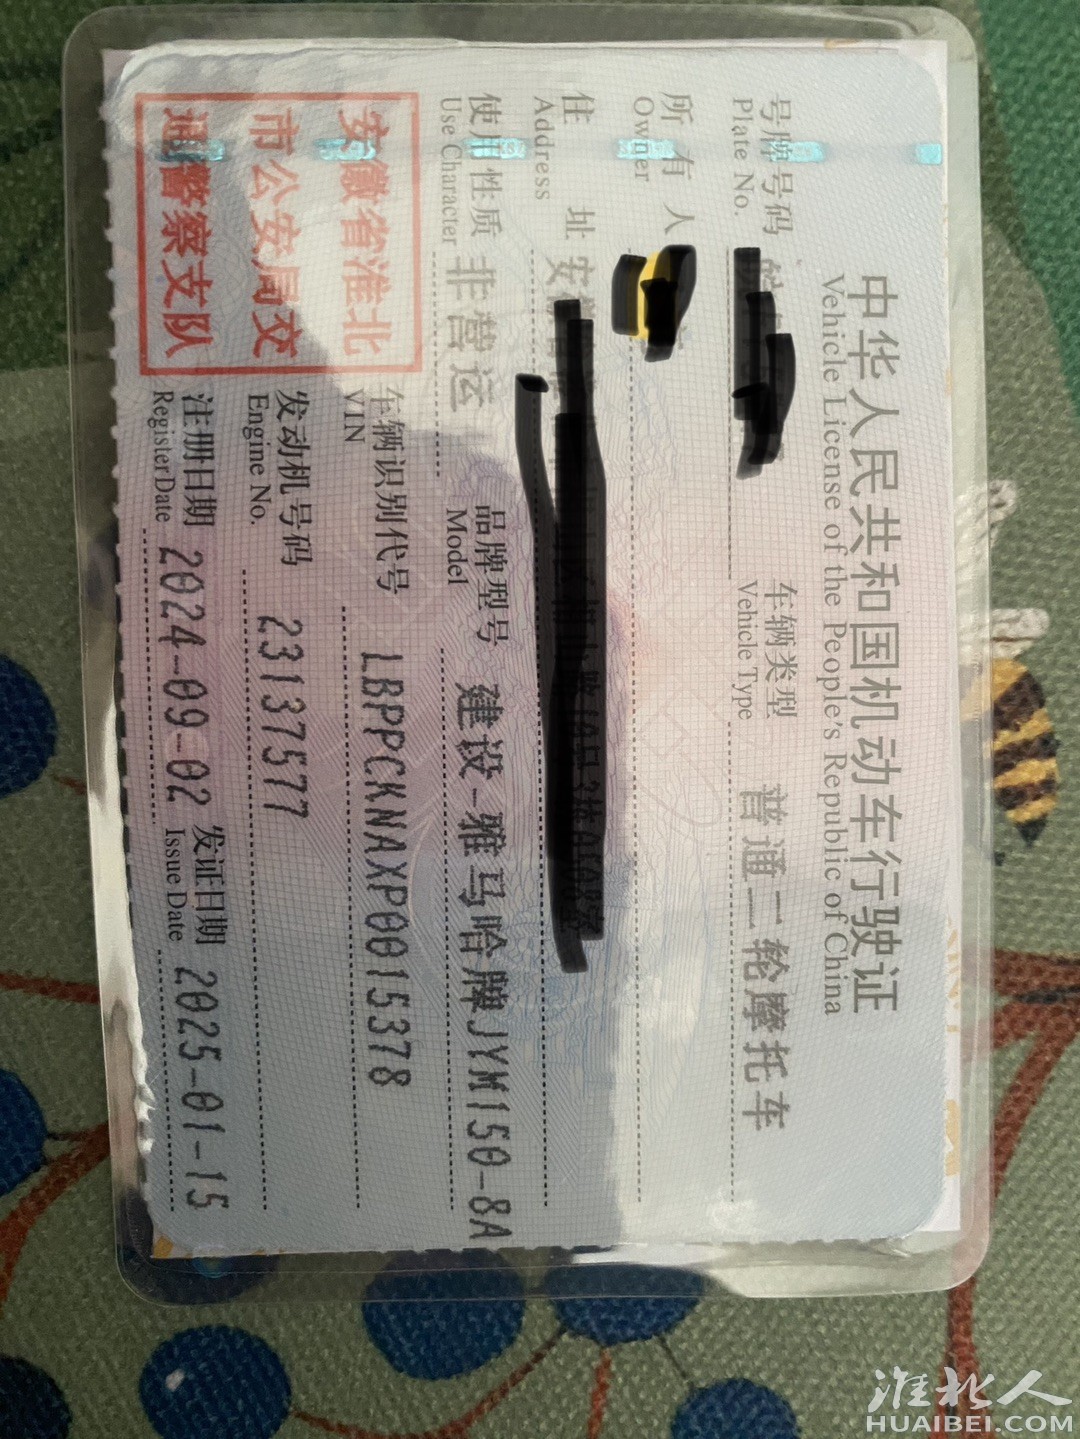 中华人民共和国机动车行驶证
Vehicle License of the People's Republic of China
号牌号码
Plate No.
车辆类型 普通二轮摩托车
Vehicle Type
所有人
Owner
住址 安
Address
使用性质 非营运
Use Character
品牌型号 建设-雅马哈牌JYM150-8A
Model
安徽省淮北
市公安局交
通警察支队
车辆识别代号 LBPPCKNAXP0015378
VIN
发动机号码 23137577
Engine No.
注册日期 2024-09-02 发证日期 2025-01-15
Register Date Issue Date
淮北人
HUAIBEI.COM